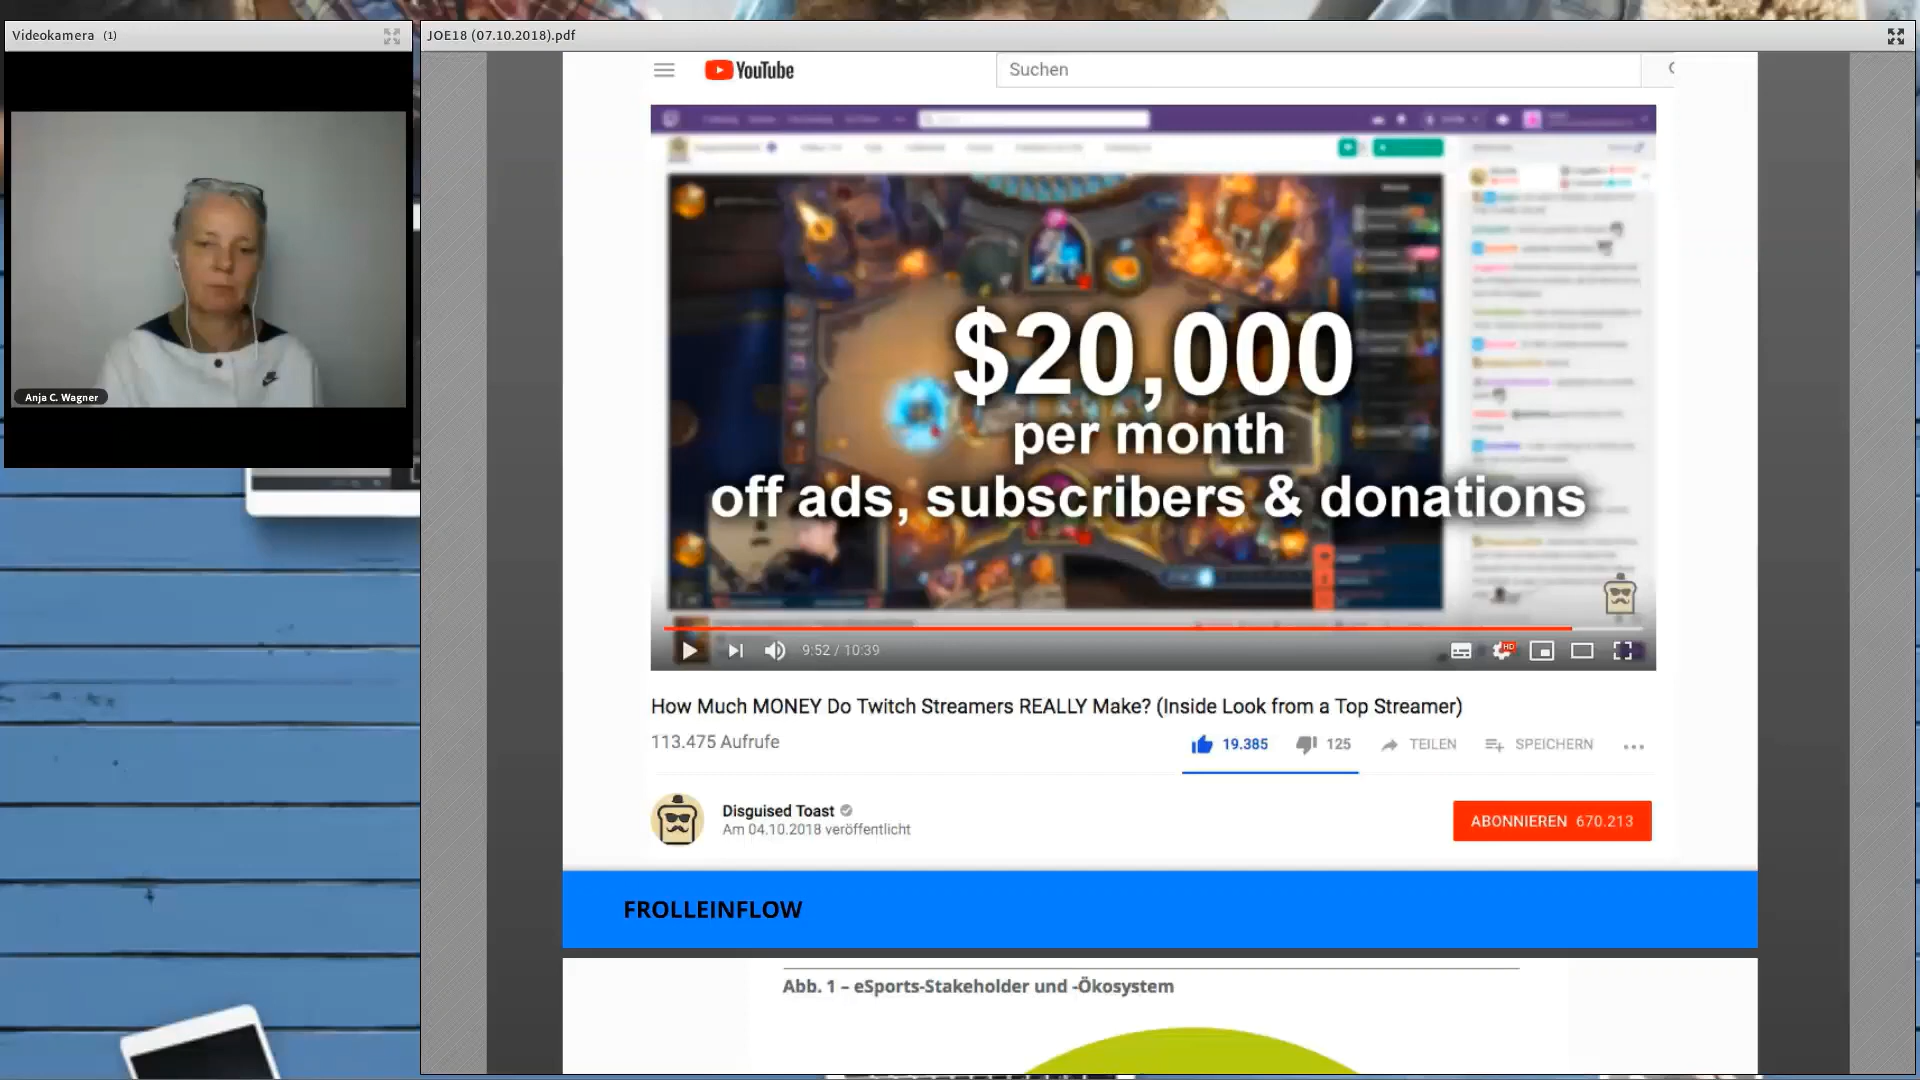 Videokamera (1)
JOE18 (07.10.2018).pdf
Anja C. Wagner
YouTube
Suchen
$20,000
per month
off ads, subscribers & donations
9:52 / 10:39
HD
How Much MONEY Do Twitch Streamers REALLY Make? (Inside Look from a Top Streamer)
113.475 Aufrufe
19.385
125
TEILEN
SPEICHERN
Disguised Toast
Am 04.10.2018 veröffentlicht
ABONNIEREN 670.213
FROLLEINFLOW
Abb. 1 – eSports-Stakeholder und -Ökosystem